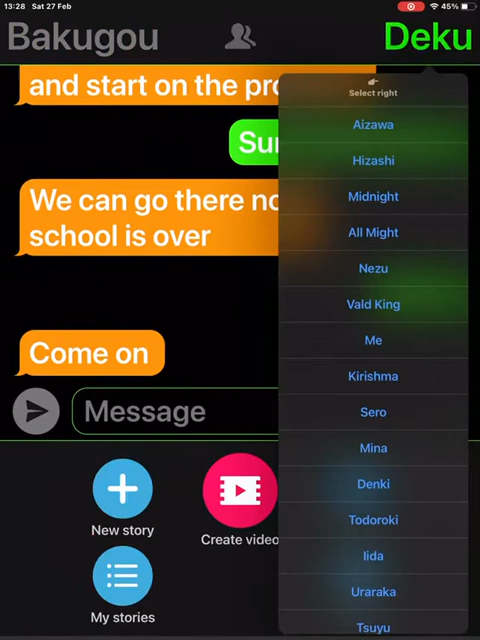 13:28 Sat 27 Feb
45%
Bakugou
Deku
and start on the pro
Sur
We can go there no
school is over
Come on
Message
New story
Create video
My stories
Select right
Aizawa
Hizashi
Midnight
All Might
Nezu
Vald King
Me
Kirishma
Sero
Mina
Denki
Todoroki
Iida
Uraraka
Tsuyu